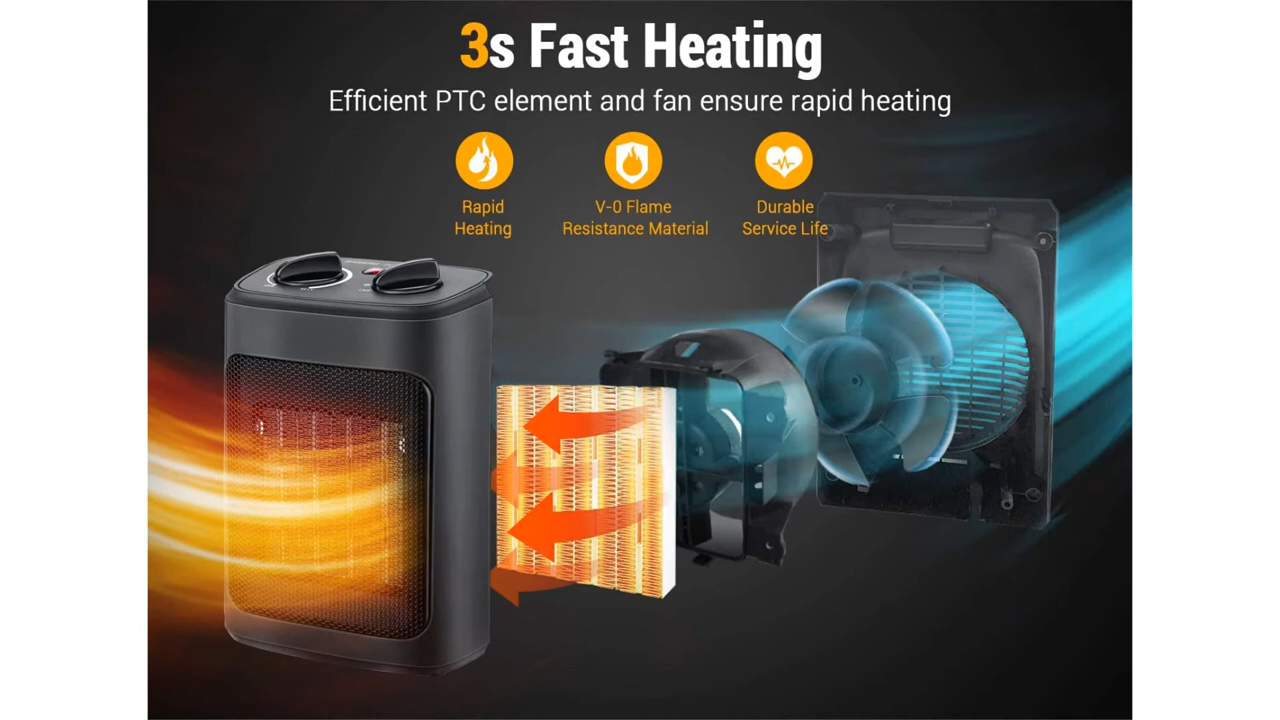 3s Fast Heating
Efficient PTC element and fan ensure rapid heating
Rapid
Heating
V-0 Flame
Resistance Material
Durable
Service Life